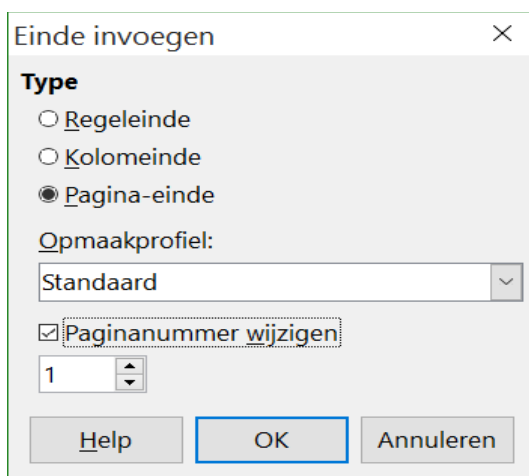 Einde invoegen
Type
Regeleinde
Kolomeinde
Pagina-einde
Opmaakprofiel:
Standaard
Paginanummer wijzigen
1
Help OK Annuleren